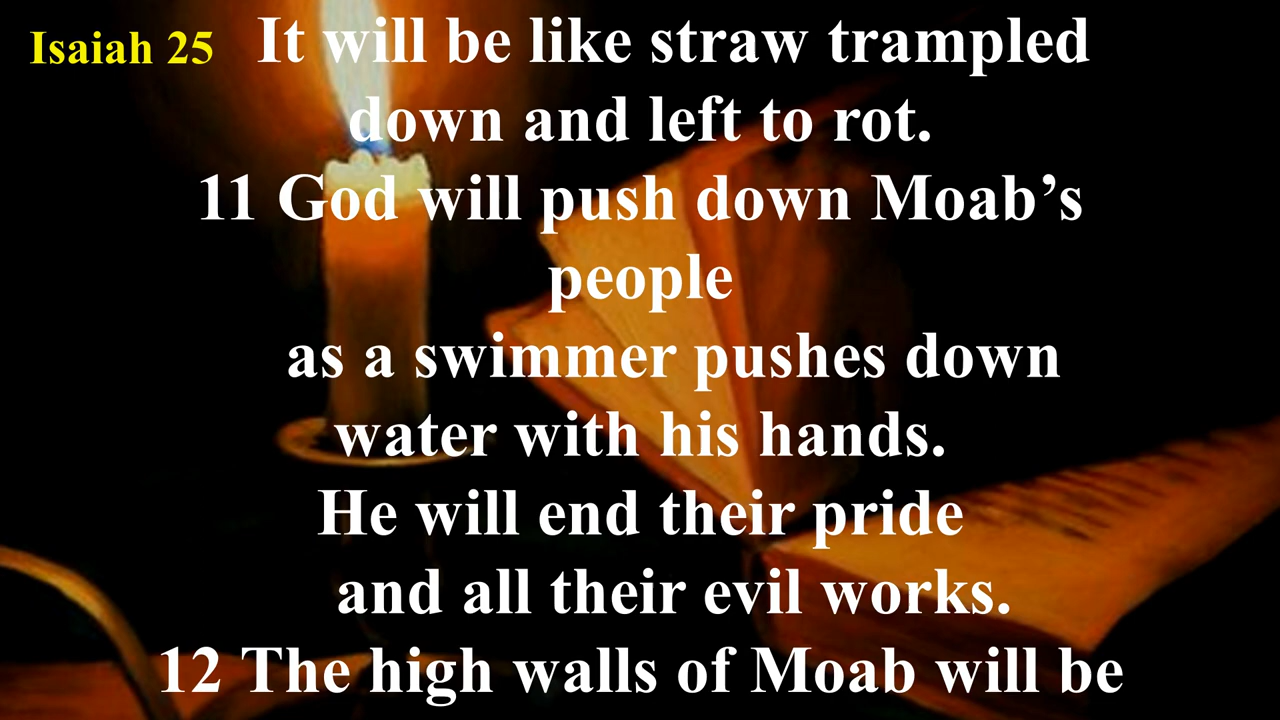 Isaiah 25 It will be like straw trampled
down and left to rot.
11 God will push down Moab’s
people
as a swimmer pushes down
water with his hands.
He will end their pride
and all their evil works.
12 The high walls of Moab will be